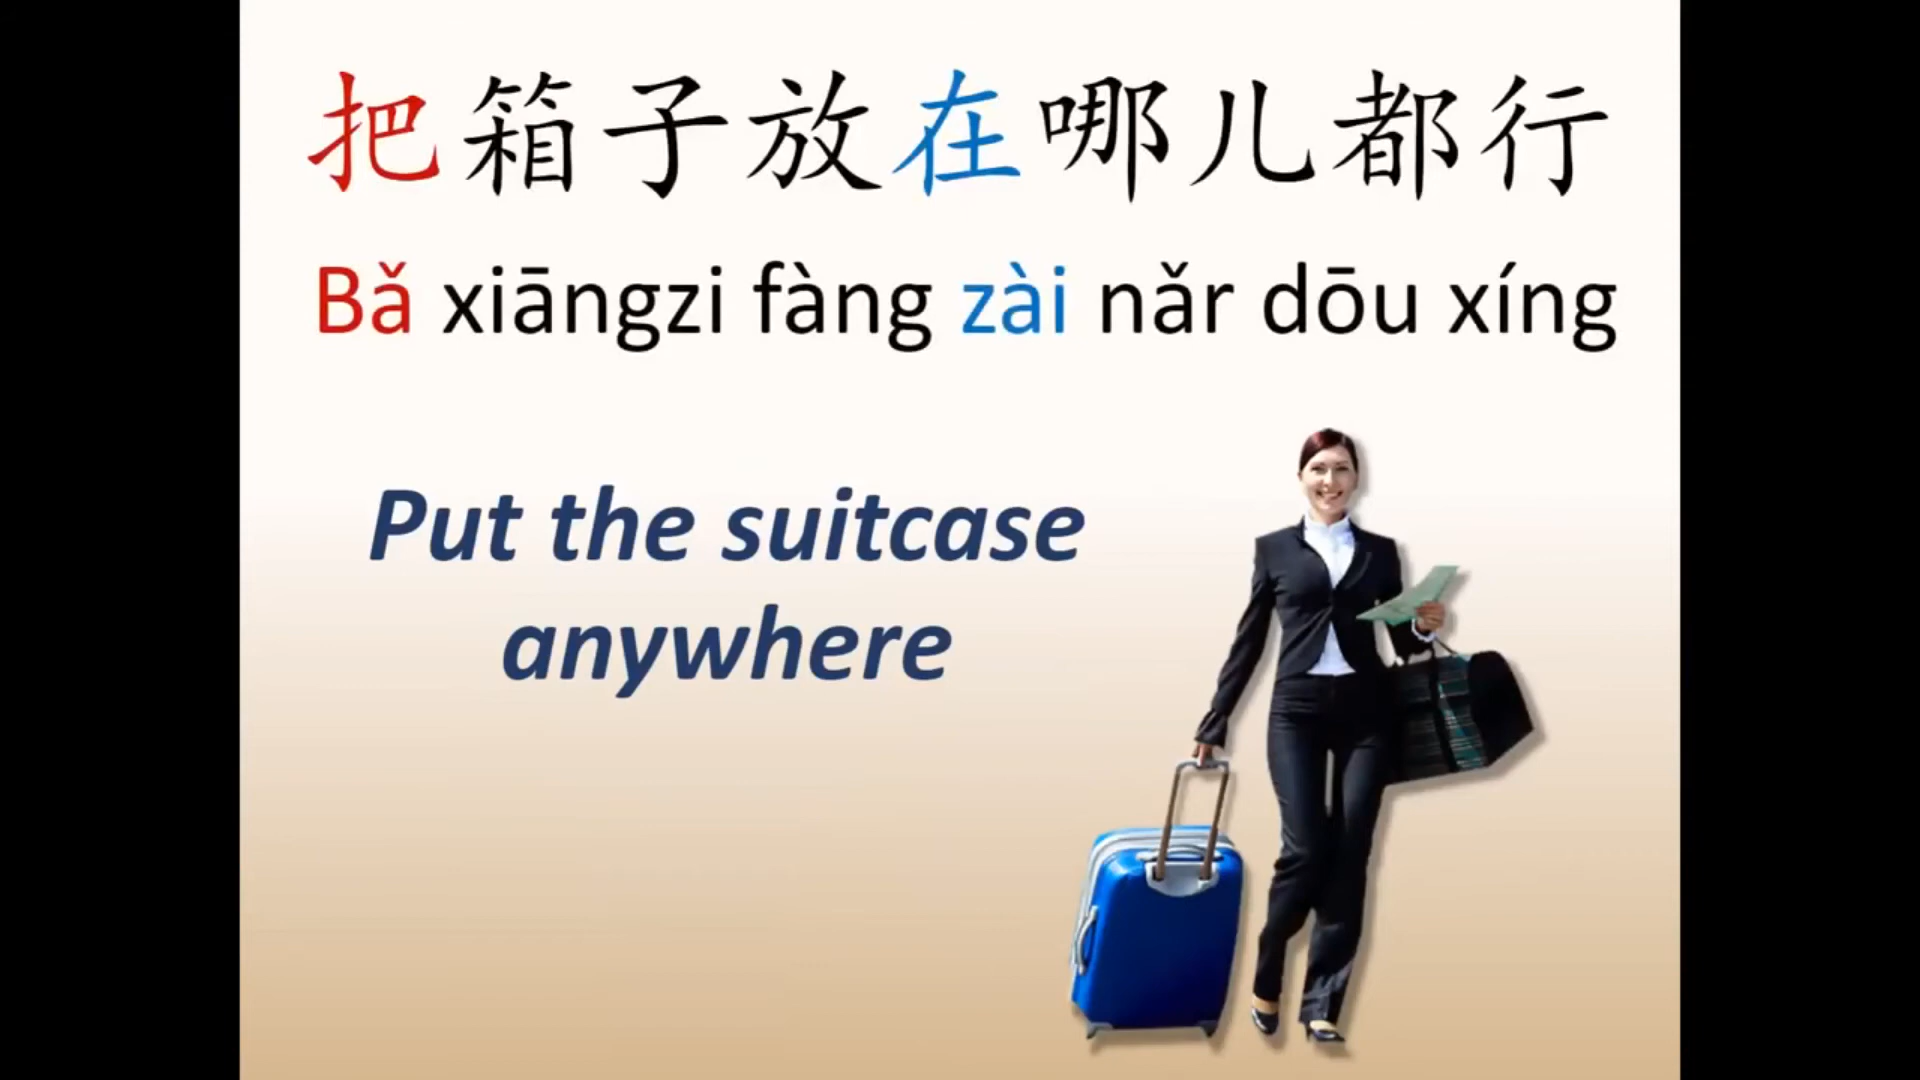 把箱子放在哪儿都行
Bǎ xiāngzi fàng zài nǎr dōu xíng
Put the suitcase
anywhere